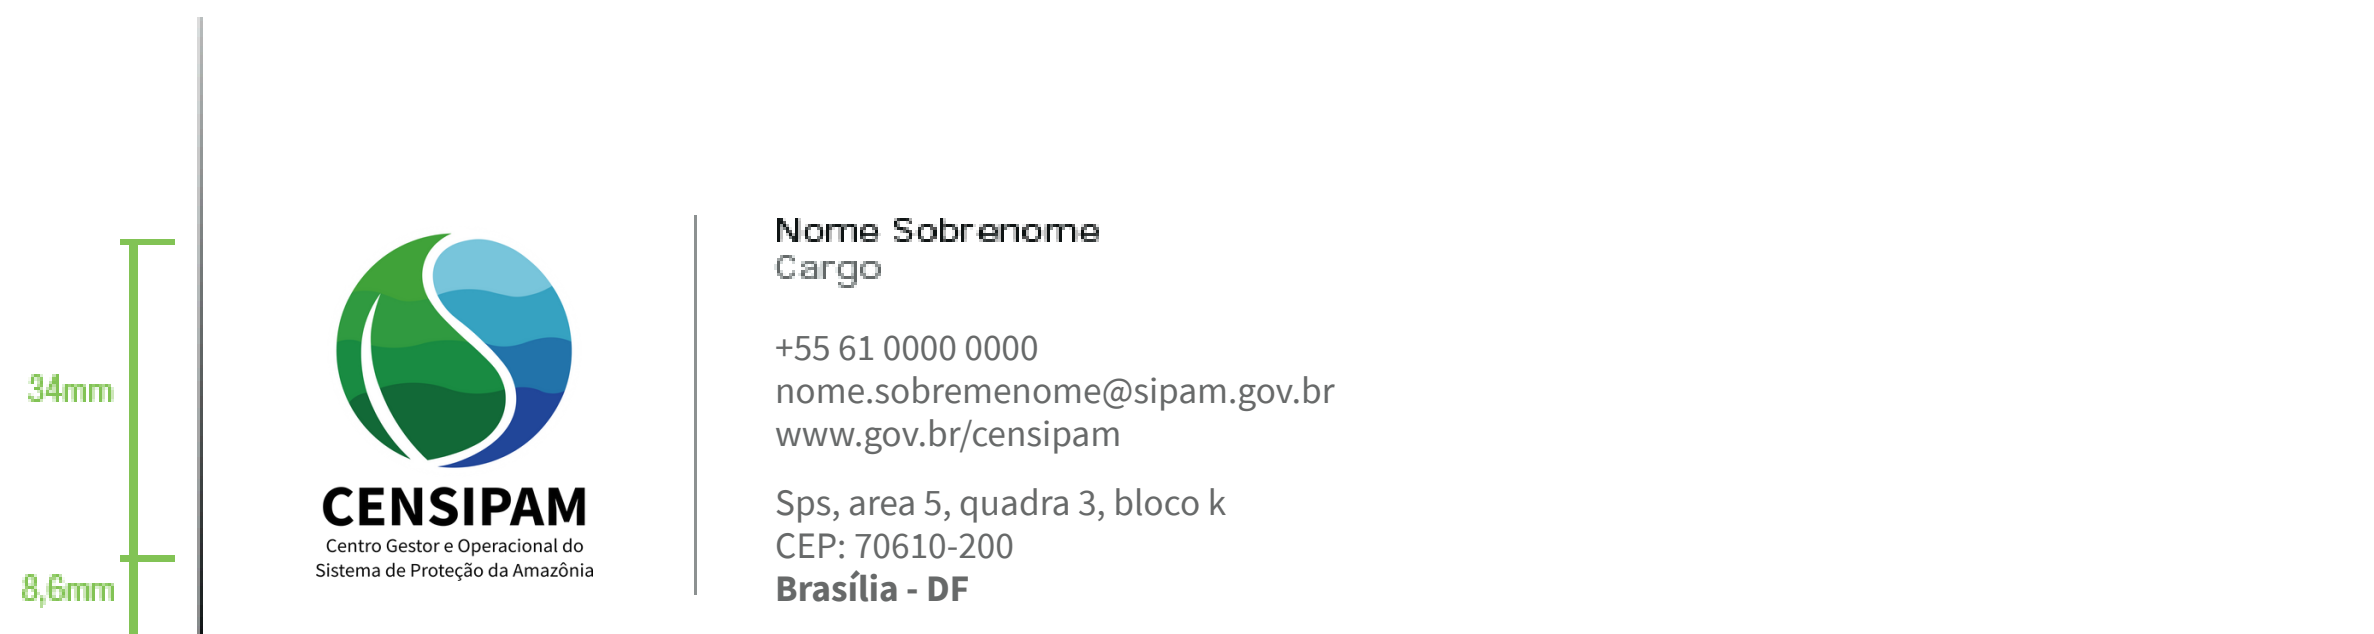 34mm
8,6mm
CENSIPAM
Centro Gestor e Operacional do
Sistema de Proteção da Amazônia
Nome Sobrenome
Cargo
+55 61 0000 0000
nome.sobremenome@sipam.gov.br
www.gov.br/censipam
Sps, area 5, quadra 3, bloco k
CEP: 70610-200
Brasília - DF